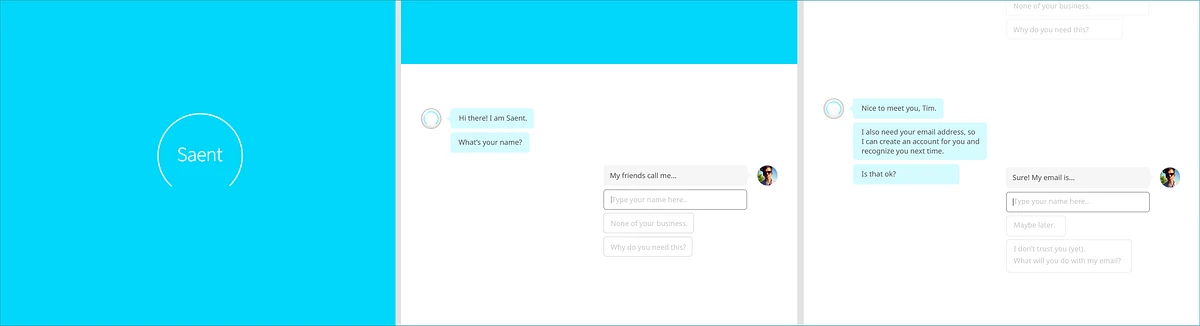 Saent
Hi there! I am Saent.
What's your name?
My friends call me...
Type your name here..
None of your business.
Why do you need this?
None of your business.
Why do you need this?
Nice to meet you, Tim.
I also need your email address, so
I can create an account for you and
recognize you next time.
Is that ok?
Sure! My email is...
Type your name here...
Maybe later.
I don't trust you (yet).
What will you do with my email?